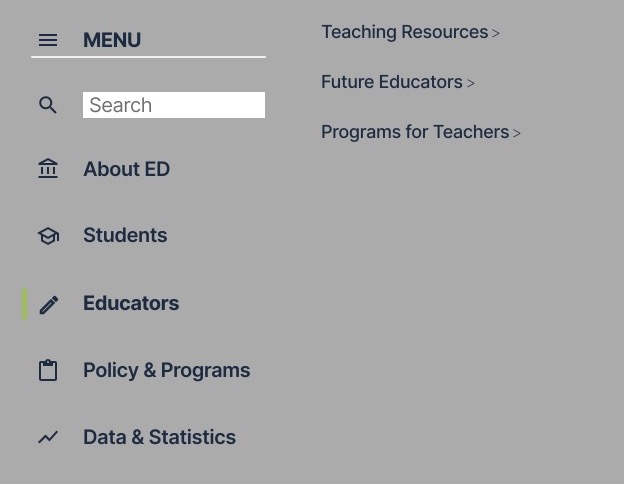 MENU
Search
About ED
Students
Educators
Policy & Programs
Data & Statistics
Teaching Resources >
Future Educators >
Programs for Teachers >